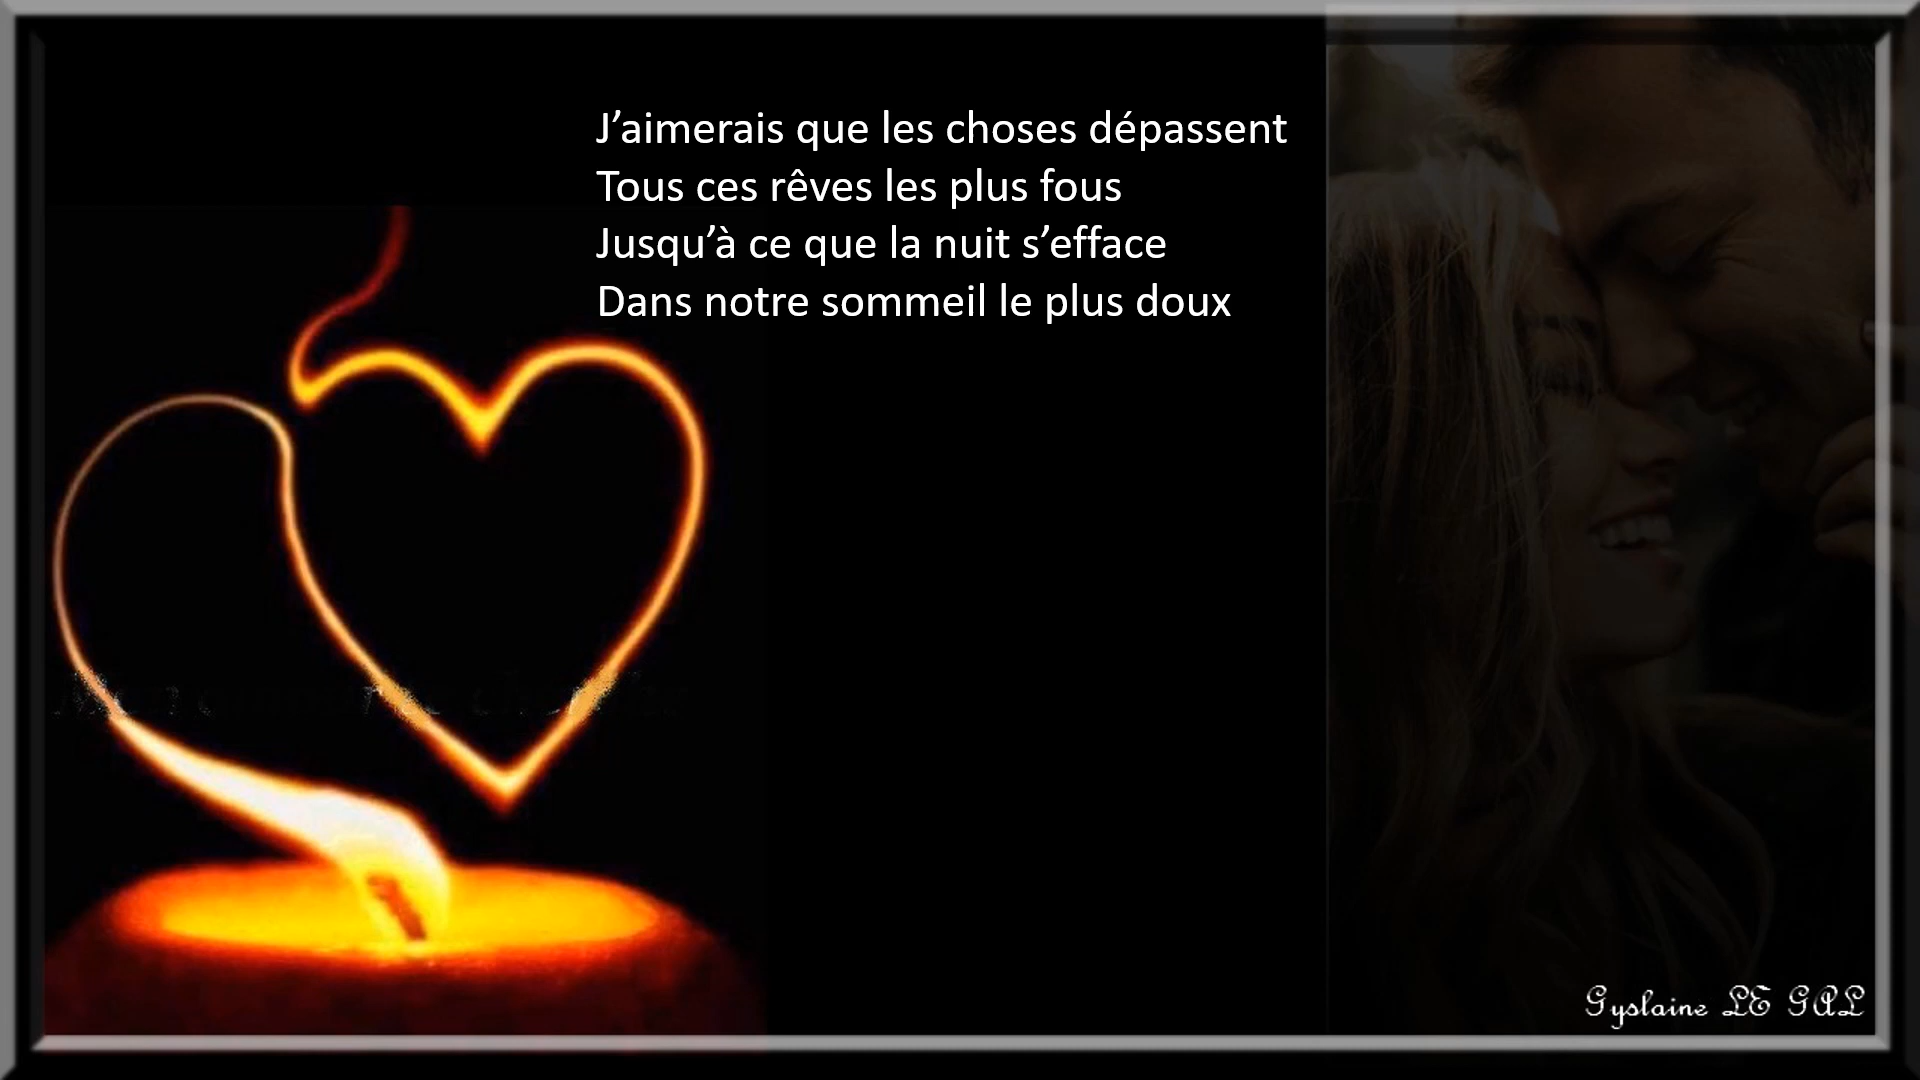 J’aimerais que les choses dépassent
Tous ces rêves les plus fous
Jusqu’à ce que la nuit s’efface
Dans notre sommeil le plus doux
Gyslaine LE GAL